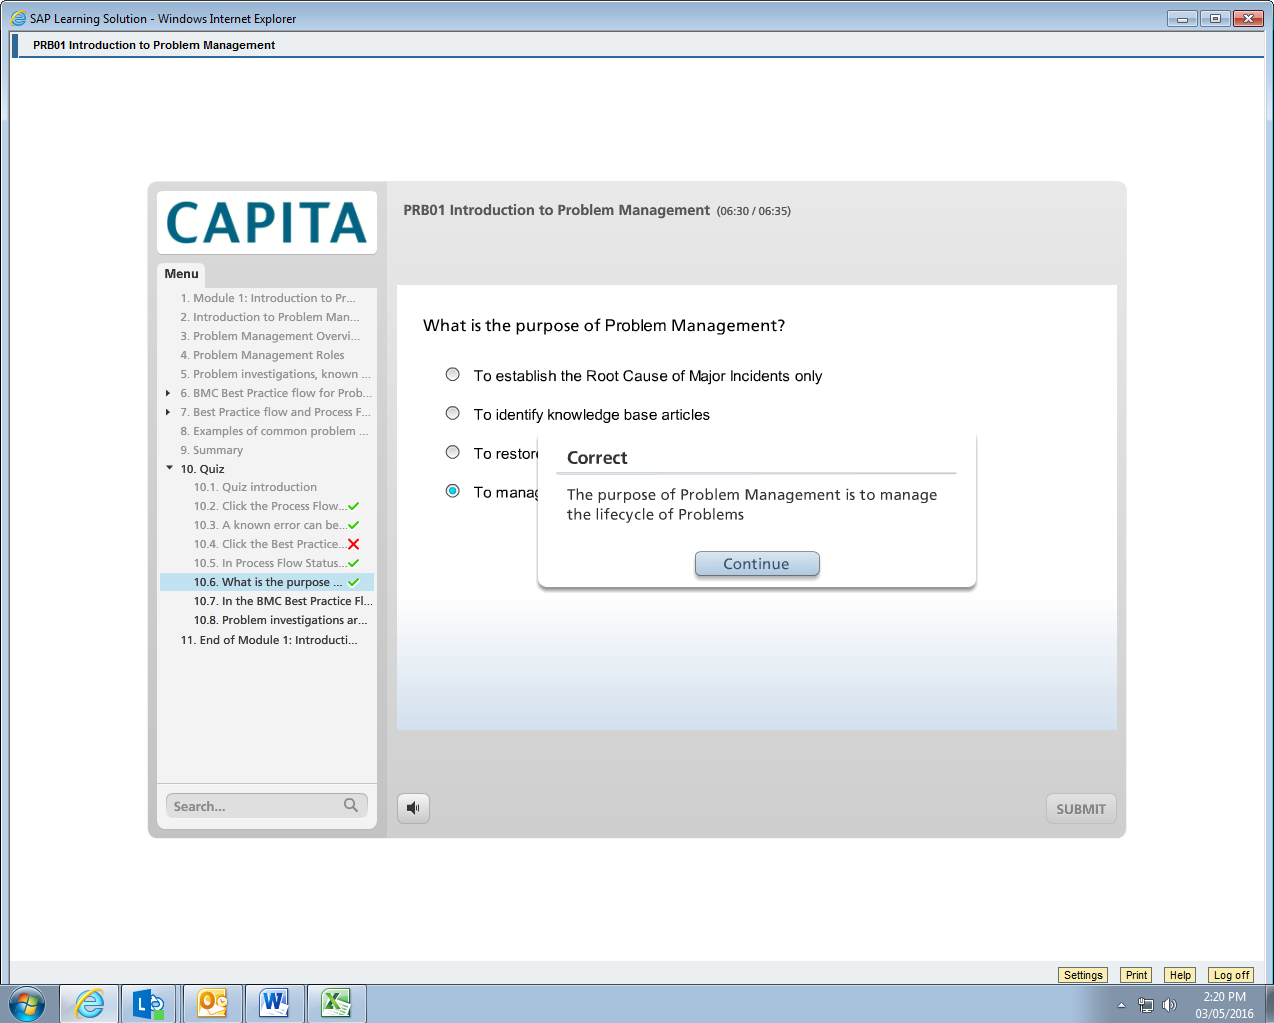 SAP Learning Solution - Windows Internet Explorer
PRB01 Introduction to Problem Management
CAPITA
PRB01 Introduction to Problem Management (06:30 / 06:35)
Menu
1. Module 1: Introduction to Pr...
2. Introduction to Problem Man...
3. Problem Management Overvi...
4. Problem Management Roles
5. Problem investigations, known ...
6. BMC Best Practice flow for Prob...
7. Best Practice flow and Process F...
8. Examples of common problem ...
9. Summary
10. Quiz
10.1. Quiz introduction
10.2. Click the Process Flow...
10.3. A known error can be...
10.4. Click the Best Practice...
10.5. In Process Flow Status...
10.6. What is the purpose ...
10.7. In the BMC Best Practice Fl...
10.8. Problem investigations ar...
11. End of Module 1: Introducti...
Search...
What is the purpose of Problem Management?
To establish the Root Cause of Major Incidents only
To identify knowledge base articles
To restore
To manag
Correct
The purpose of Problem Management is to manage
the lifecycle of Problems
Continue
SUBMIT
Settings
Print
Help
Log off
2:20 PM
03/05/2016